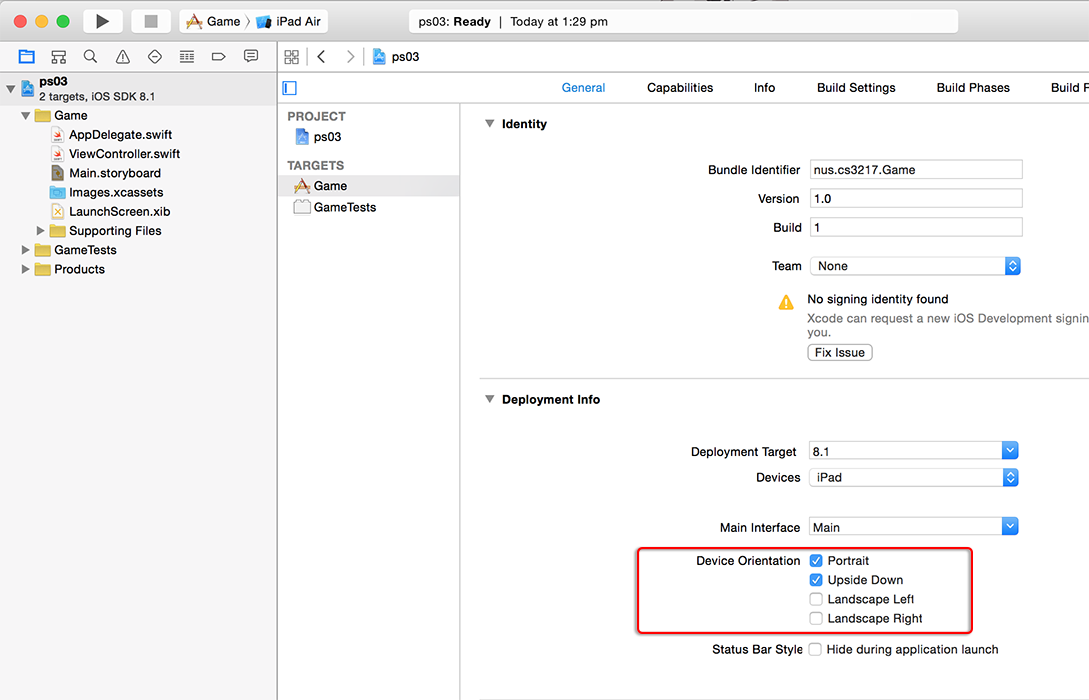 Game
iPad Air
ps03: Ready | Today at 1:29 pm
ps03
ps03
2 targets, iOS SDK 8.1
Game
AppDelegate.swift
ViewController.swift
Main.storyboard
Images.xcassets
LaunchScreen.xib
Supporting Files
GameTests
Products
General
Capabilities
Info
Build Settings
Build Phases
Build F
PROJECT
ps03
TARGETS
Game
GameTests
Identity
Bundle Identifier nus.cs3217.Game
Version 1.0
Build 1
Team None
No signing identity found
Xcode can request a new iOS Development signin
you.
Fix Issue
Deployment Info
Deployment Target 8.1
Devices iPad
Main Interface Main
Device Orientation Portrait
Upside Down
Landscape Left
Landscape Right
Status Bar Style Hide during application launch